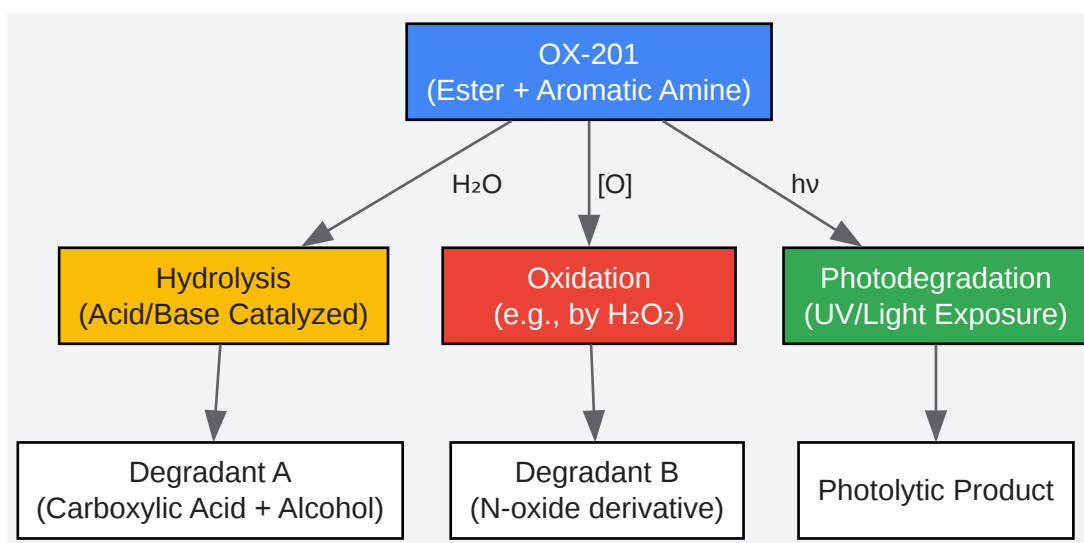 OX-201
(Ester + Aromatic Amine)
H₂O
[O]
hν
Hydrolysis
(Acid/Base Catalyzed)
Oxidation
(e.g., by H₂O₂)
Photodegradation
(UV/Light Exposure)
Degradant A
(Carboxylic Acid + Alcohol)
Degradant B
(N-oxide derivative)
Photolytic Product